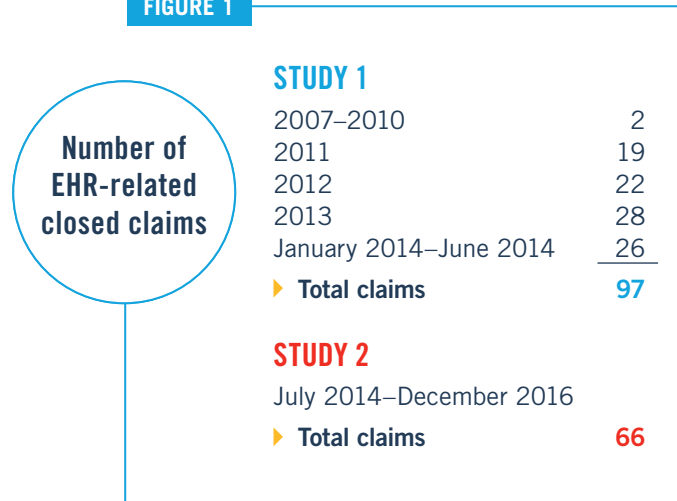 FIGURE 1
Number of
EHR-related
closed claims
STUDY 1
2007–2010 2
2011 19
2012 22
2013 28
January 2014–June 2014 26
Total claims 97
STUDY 2
July 2014–December 2016
Total claims 66